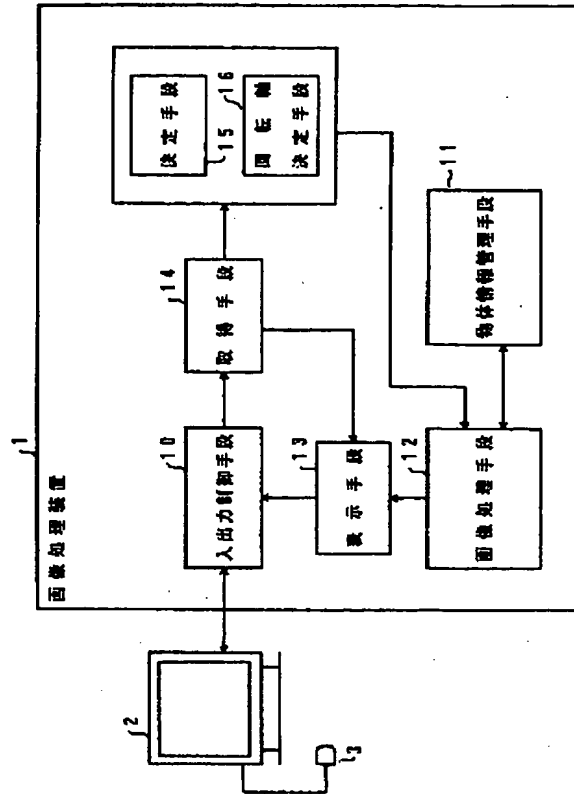 1
画像処理装置
2
3
10
入出力制御手段
14
取得手段
決定手段
15
16
回転軸
決定手段
13
表示手段
12
画像処理手段
11
物体情報管理手段